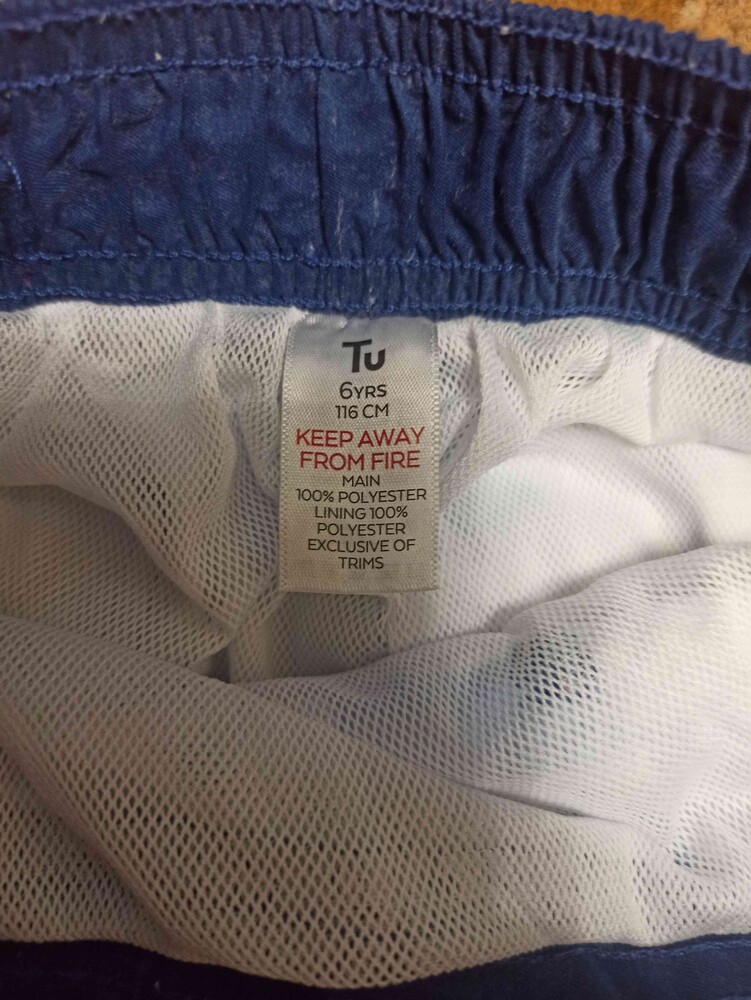 Tu
6YRS
116 CM
KEEP AWAY
FROM FIRE
MAIN
100% POLYESTER
LINING 100%
POLYESTER
EXCLUSIVE OF
TRIMS